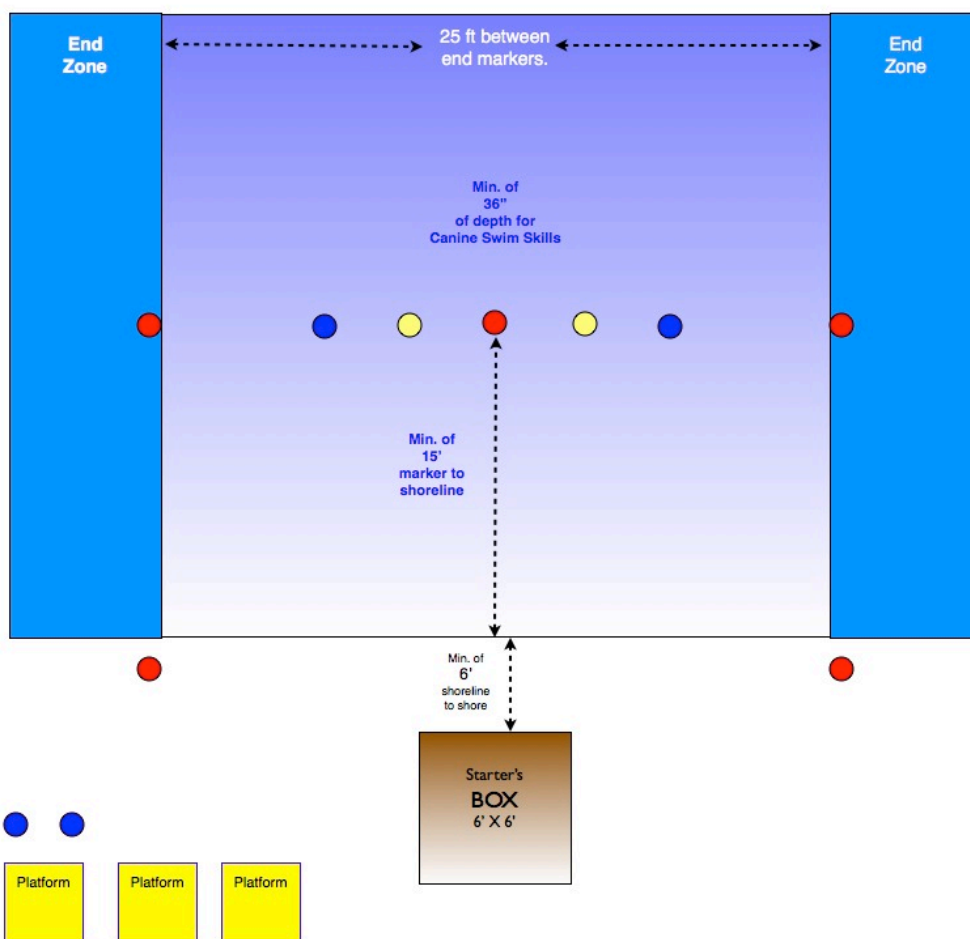 End
Zone
25 ft between
end markers.
End
Zone
Min. of
36"
of depth for
Canine Swim Skills
Min. of
15'
marker to
shoreline
Min. of
6'
shoreline
to shore
Starter's
BOX
6' X 6'
Platform
Platform
Platform